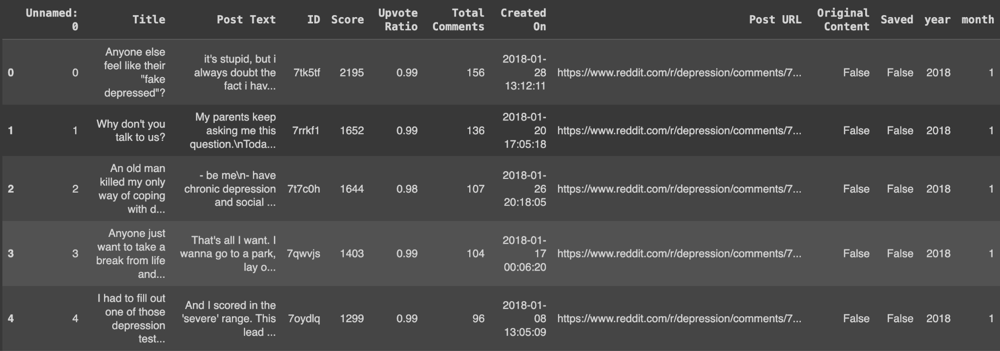 Unnamed: 0 Title Post Text ID Score Upvote Ratio Total Comments Created On Post URL Original Content Saved year month
0 0 Anyone else feel like their "fake depressed"? it's stupid, but i always doubt the fact i hav... 7tk5tf 2195 0.99 156 2018-01-28 13:12:11 https://www.reddit.com/r/depression/comments/7... False False 2018 1
1 1 Why don't you talk to us? My parents keep asking me this question.\nToda... 7rrkf1 1652 0.99 136 2018-01-20 17:05:18 https://www.reddit.com/r/depression/comments/7... False False 2018 1
2 2 An old man killed my only way of coping with d... - be me\n- have chronic depression and social ... 7t7c0h 1644 0.98 107 2018-01-26 20:18:05 https://www.reddit.com/r/depression/comments/7... False False 2018 1
3 3 Anyone just want to take a break from life and... That's all I want. I wanna go to a park, lay o... 7qwvjs 1403 0.99 104 2018-01-17 00:06:20 https://www.reddit.com/r/depression/comments/7... False False 2018 1
4 4 I had to fill out one of those depression test... And I scored in the 'severe' range. This lead ... 7oydlq 1299 0.99 96 2018-01-08 13:05:09 https://www.reddit.com/r/depression/comments/7... False False 2018 1